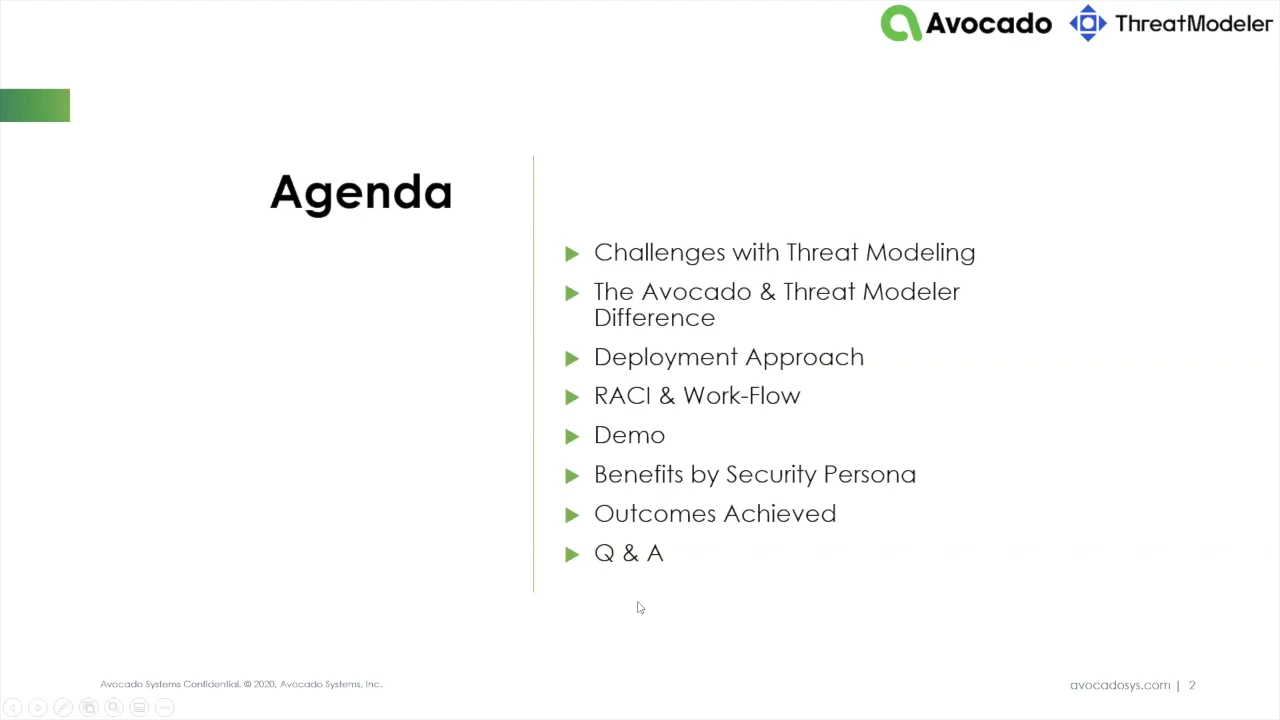 Avocado ThreatModeler
Agenda
Challenges with Threat Modeling
The Avocado & Threat Modeler
Difference
Deployment Approach
RACI & Work-Flow
Demo
Benefits by Security Persona
Outcomes Achieved
Q & A
Avocado Systems Confidential. © 2020, Avocado Systems, Inc.
avocadosys.com | 2